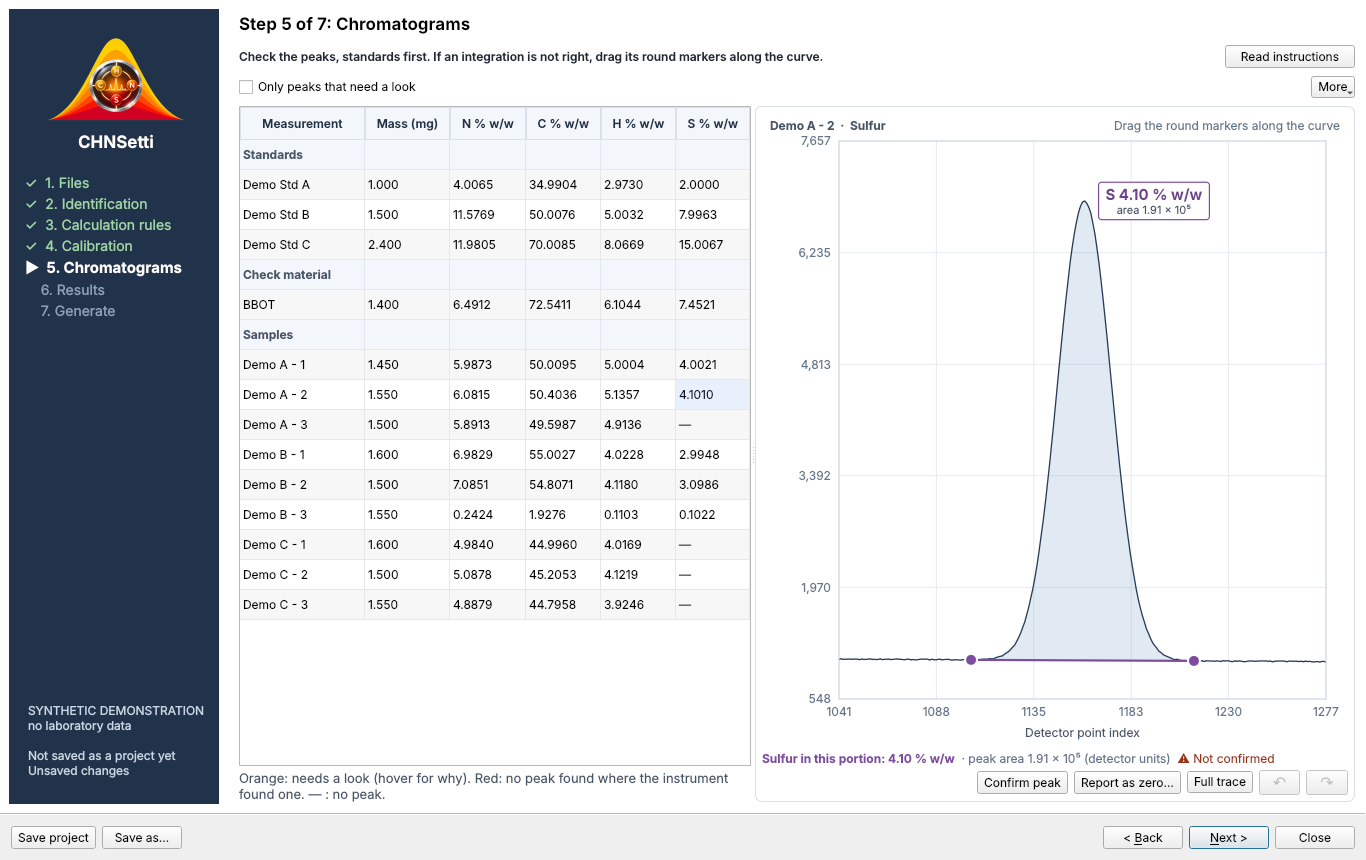 CHNSetti
✓ 1. Files
✓ 2. Identification
✓ 3. Calculation rules
✓ 4. Calibration
▶ 5. Chromatograms
6. Results
7. Generate
SYNTHETIC DEMONSTRATION
no laboratory data
Not saved as a project yet
Unsaved changes
Step 5 of 7: Chromatograms
Check the peaks, standards first. If an integration is not right, drag its round markers along the curve.
Read instructions
Only peaks that need a look
More
Measurement Mass (mg) N % w/w C % w/w H % w/w S % w/w
Standards
Demo Std A 1.000 4.0065 34.9904 2.9730 2.0000
Demo Std B 1.500 11.5769 50.0076 5.0032 7.9963
Demo Std C 2.400 11.9805 70.0085 8.0669 15.0067
Check material
BBOT 1.400 6.4912 72.5411 6.1044 7.4521
Samples
Demo A - 1 1.450 5.9873 50.0095 5.0004 4.0021
Demo A - 2 1.550 6.0815 50.4036 5.1357 4.1010
Demo A - 3 1.500 5.8913 49.5987 4.9136 —
Demo B - 1 1.600 6.9829 55.0027 4.0228 2.9948
Demo B - 2 1.500 7.0851 54.8071 4.1180 3.0986
Demo B - 3 1.550 0.2424 1.9276 0.1103 0.1022
Demo C - 1 1.600 4.9840 44.9960 4.0169 —
Demo C - 2 1.500 5.0878 45.2053 4.1219 —
Demo C - 3 1.550 4.8879 44.7958 3.9246 —
Orange: needs a look (hover for why). Red: no peak found where the instrument
found one. — : no peak.
Demo A - 2 · Sulfur
Drag the round markers along the curve
7,657
S 4.10 % w/w
area 1.91 × 10⁵
6,235
4,813
3,392
1,970
548
1041 1088 1135 1183 1230 1277
Detector point index
Sulfur in this portion: 4.10 % w/w · peak area 1.91 × 10⁵ (detector units) ⚠ Not confirmed
Confirm peak Report as zero... Full trace ↶ ↷
Save project Save as... < Back Next > Close